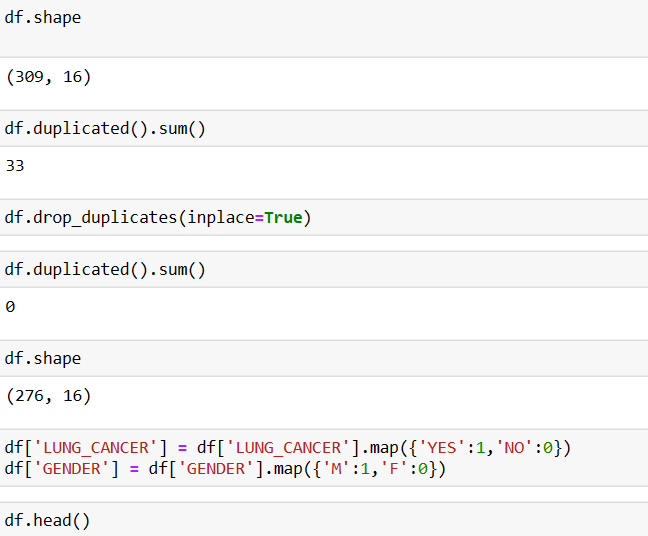 df.shape
(309, 16)
df.duplicated().sum()
33
df.drop_duplicates(inplace=True)
df.duplicated().sum()
0
df.shape
(276, 16)
df['LUNG_CANCER'] = df['LUNG_CANCER'].map({'YES':1,'NO':0})
df['GENDER'] = df['GENDER'].map({'M':1,'F':0})
df.head()